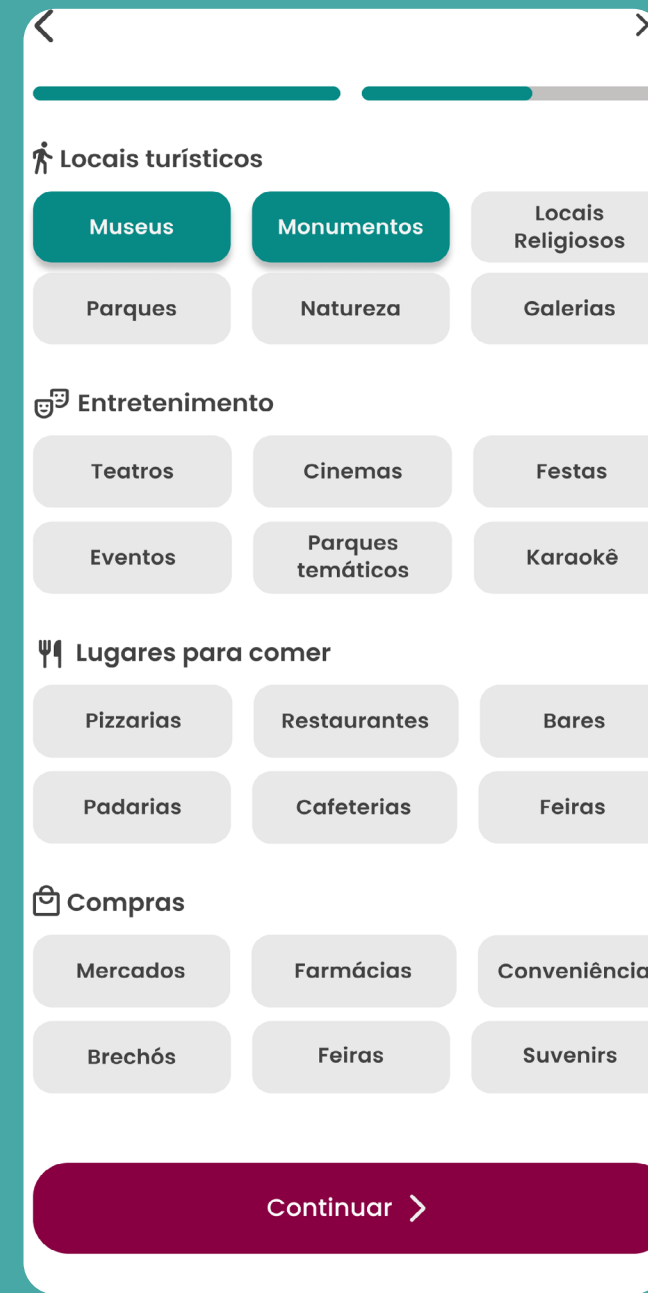 Locais turísticos
Museus
Monumentos
Locais
Religiosos
Parques
Natureza
Galerias
Entretenimento
Teatros
Cinemas
Festas
Eventos
Parques
temáticos
Karaokê
Lugares para comer
Pizzarias
Restaurantes
Bares
Padarias
Cafeterias
Feiras
Compras
Mercados
Farmácias
Conveniência
Brechós
Feiras
Suvenirs
Continuar